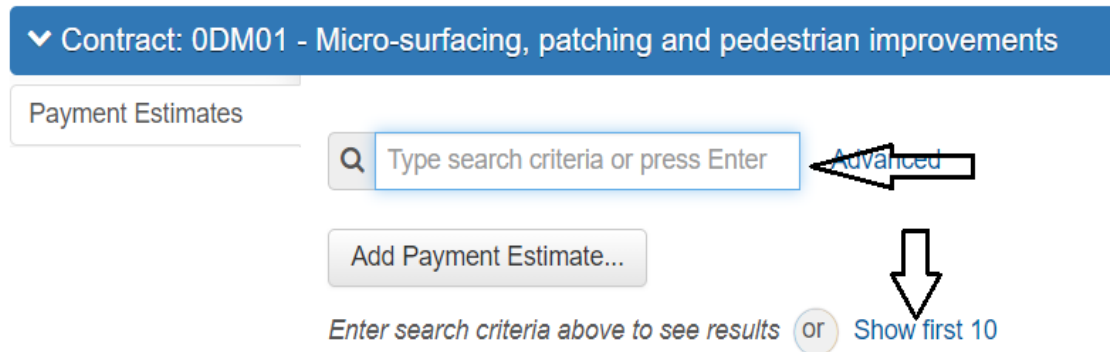 Contract: 0DM01 - Micro-surfacing, patching and pedestrian improvements
Payment Estimates
Type search criteria or press Enter Advanced
Add Payment Estimate...
Enter search criteria above to see results or Show first 10